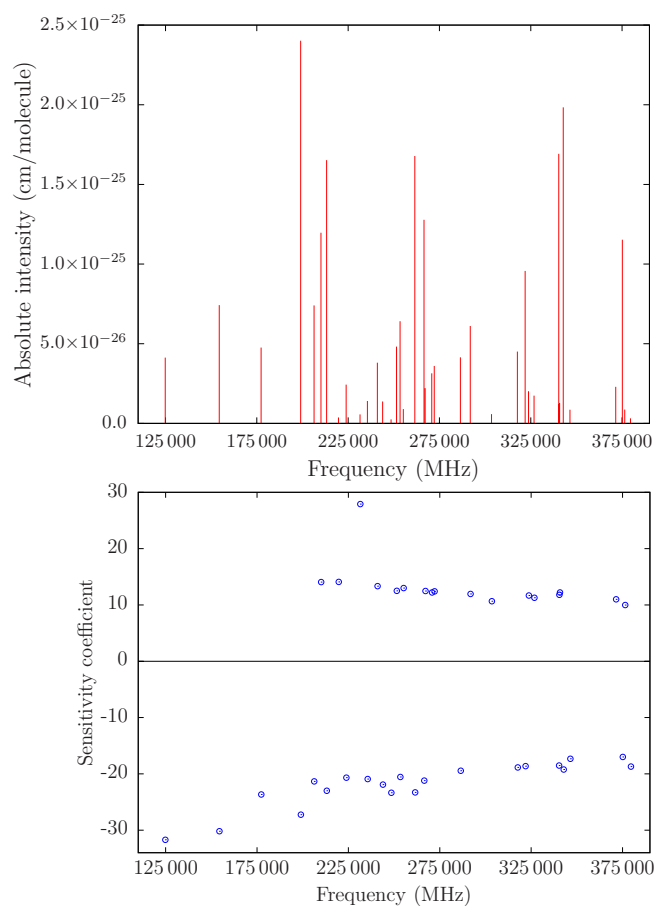 Absolute intensity (cm/molecule)
2.5×10⁻²⁵
2.0×10⁻²⁵
1.5×10⁻²⁵
1.0×10⁻²⁵
5.0×10⁻²⁶
0.0
125 000 175 000 225 000 275 000 325 000 375 000
Frequency (MHz)
Sensitivity coefficient
30
20
10
0
-10
-20
-30
125 000 175 000 225 000 275 000 325 000 375 000
Frequency (MHz)